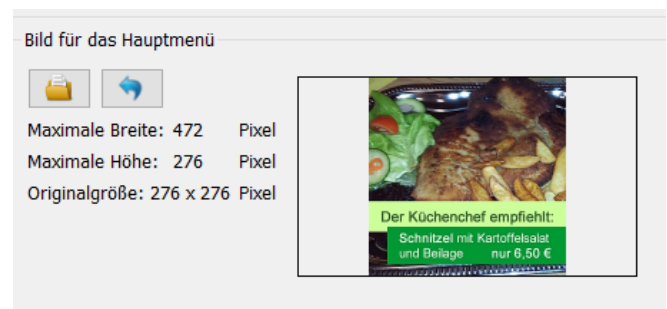 Bild für das Hauptmenü
Maximale Breite: 472 Pixel
Maximale Höhe: 276 Pixel
Originalgröße: 276 x 276 Pixel
Der Küchenchef empfiehlt:
Schnitzel mit Kartoffelsalat
und Beilage nur 6,50 €